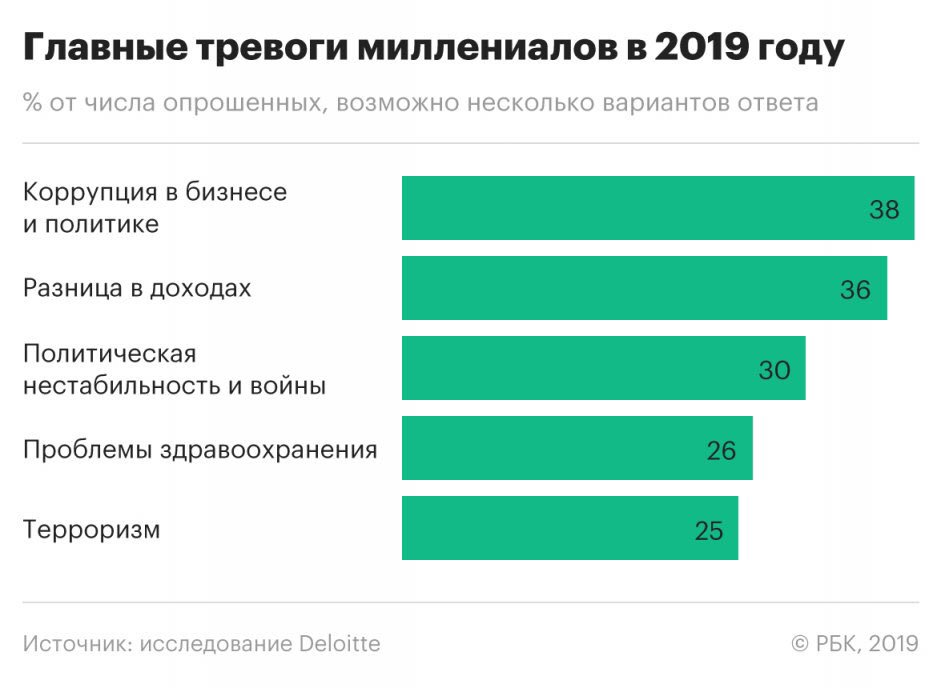 Главные тревоги миллениалов в 2019 году
% от числа опрошенных, возможно несколько вариантов ответа
Коррупция в бизнесе
и политике
38
Разница в доходах
36
Политическая
нестабильность и войны
30
Проблемы здравоохранения
26
Терроризм
25
Источник: исследование Deloitte
© РБК, 2019